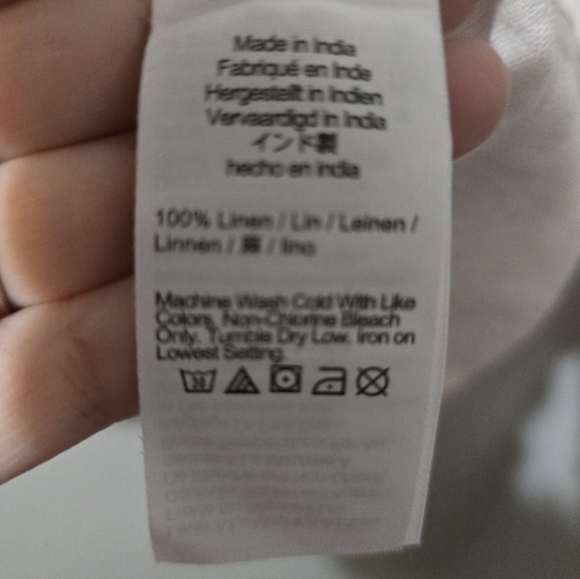 Made in India
Fabriqué en Inde
Hergestellt in Indien
Vervaardigd in India
インド製
hecho en India
100% Linen / Lin / Leinen /
Linnen / 麻 / lino
Machine Wash Cold With Like
Colors. Non-Chlorine Bleach
Only. Tumble Dry Low. Iron on
Lowest Setting.
30